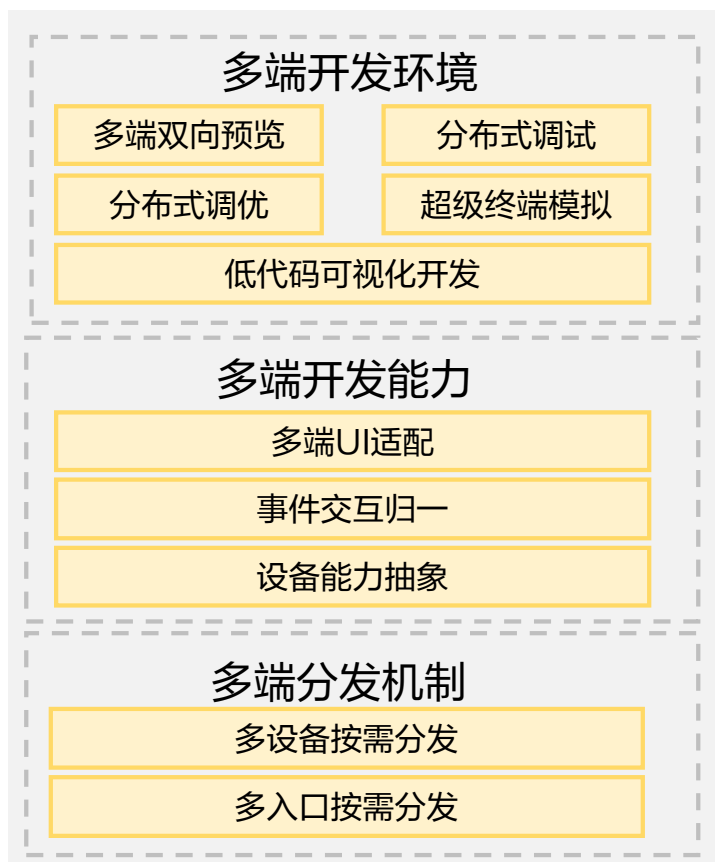 多端开发环境
多端双向预览
分布式调试
分布式调优
超级终端模拟
低代码可视化开发
多端开发能力
多端UI适配
事件交互归一
设备能力抽象
多端分发机制
多设备按需分发
多入口按需分发